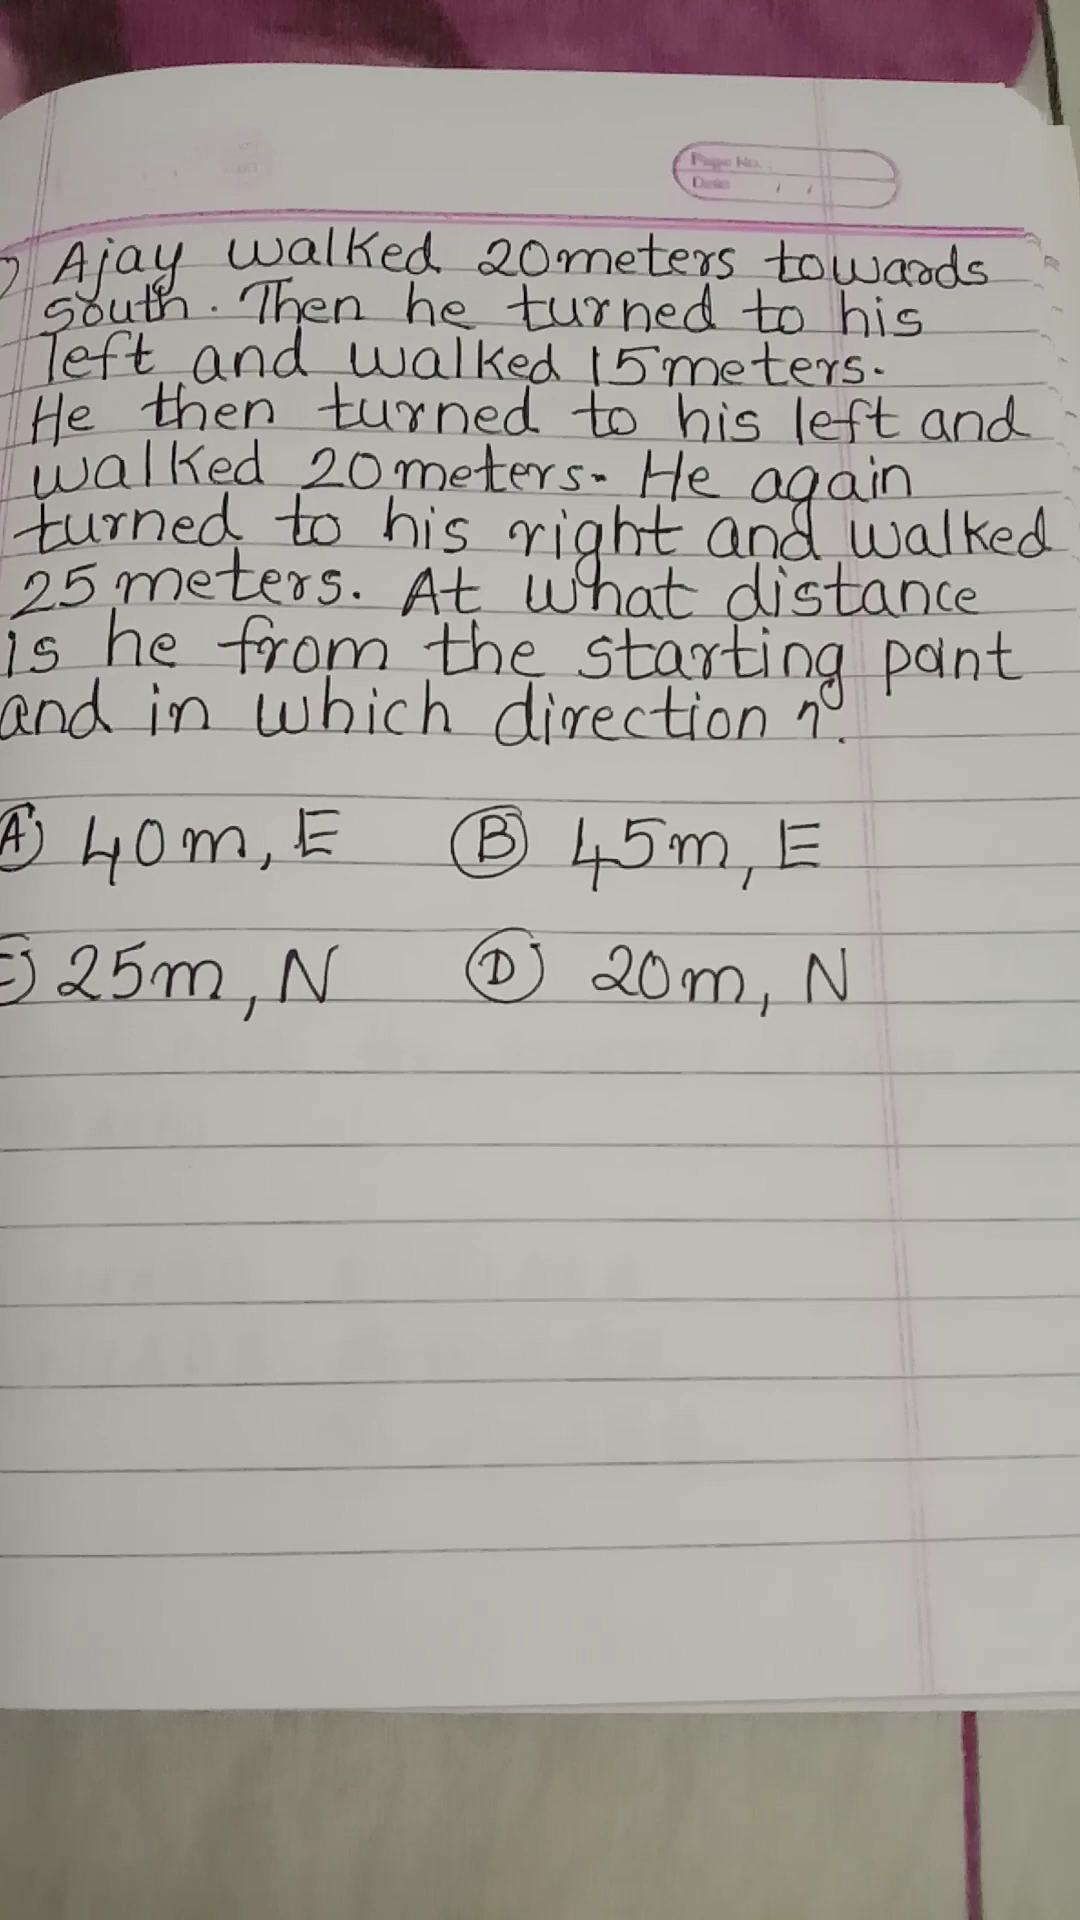 Page No. :
Date / /
Ajay walked 20meters towards
south. Then he turned to his
left and walked 15meters.
He then turned to his left and
walked 20meters. He again
turned to his right and walked
25meters. At what distance
is he from the starting point
and in which direction ?
A) 40m, E B) 45m, E
25m, N D) 20m, N